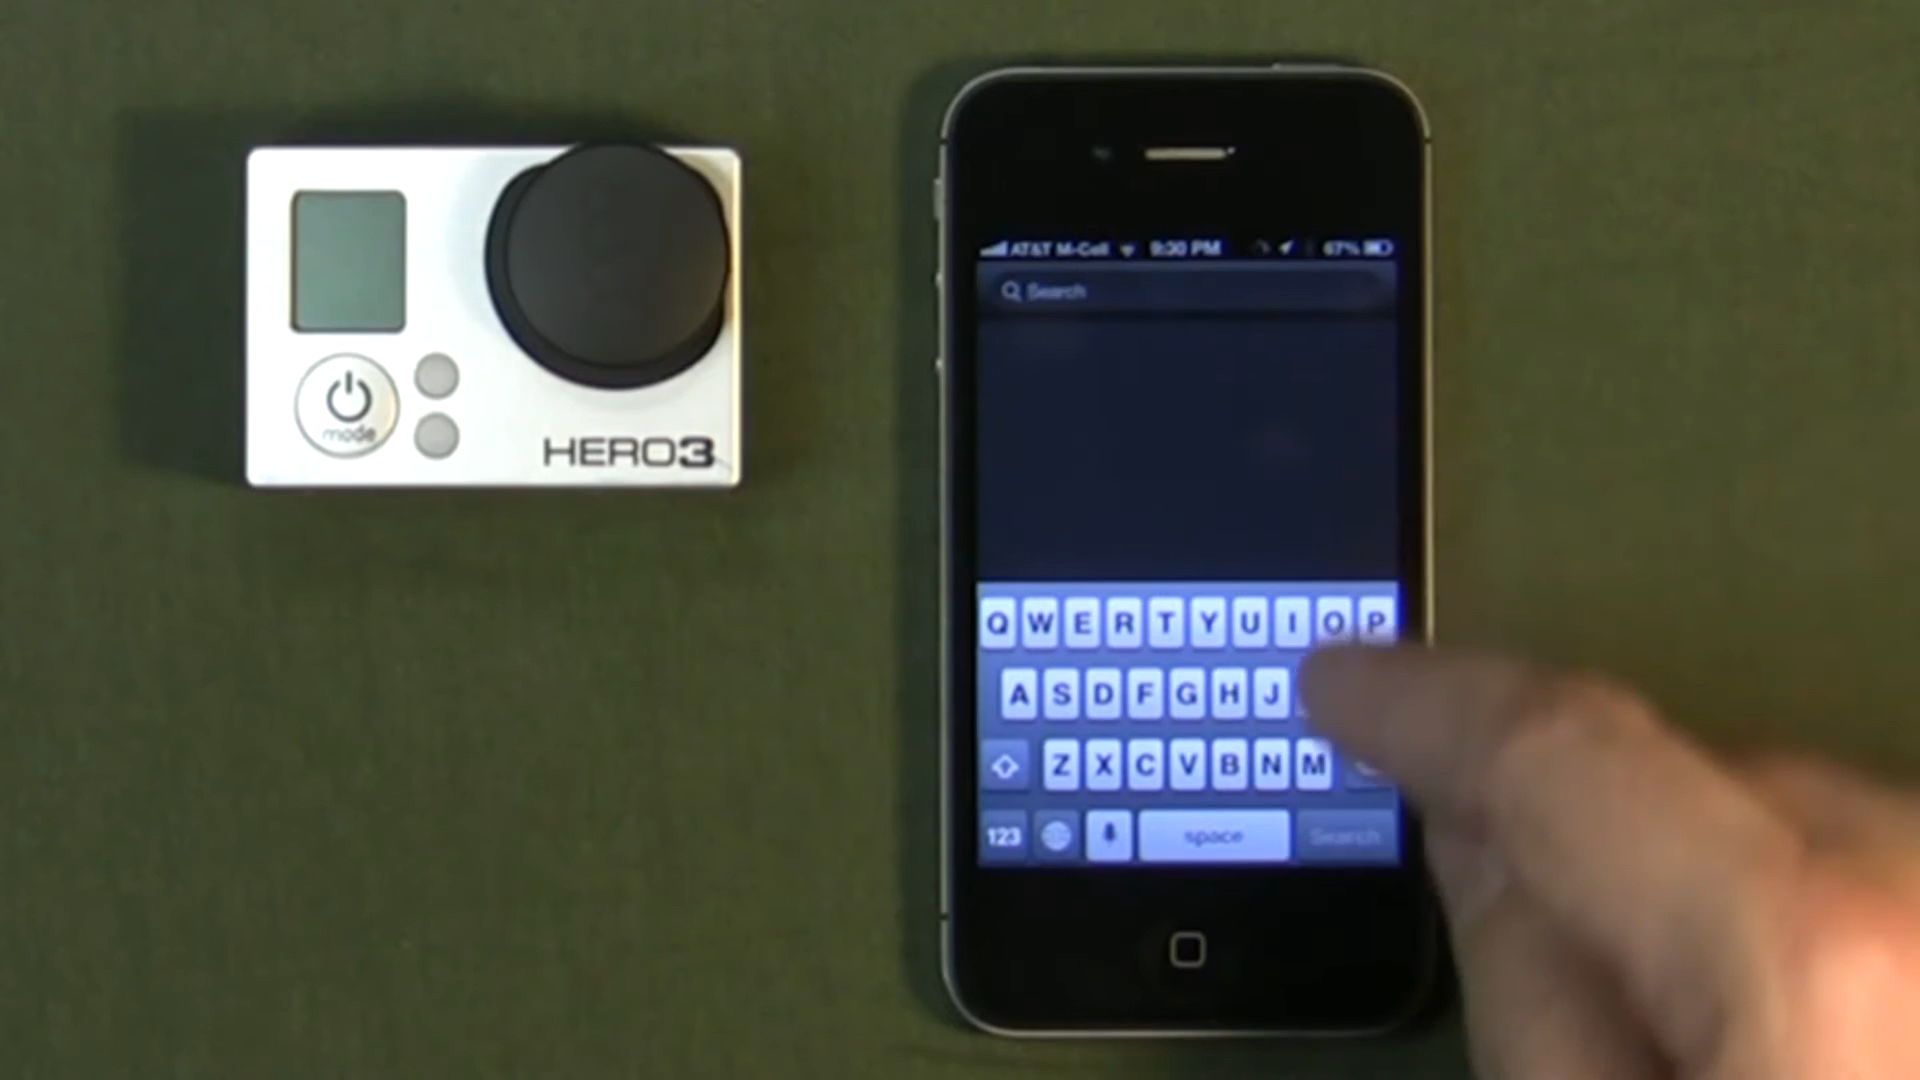 mode
HERO3
AT&T M-Cell 9:30 PM 67%
Search
Q W E R T Y U I O P
A S D F G H J
Z X C V B N M
123 space Search